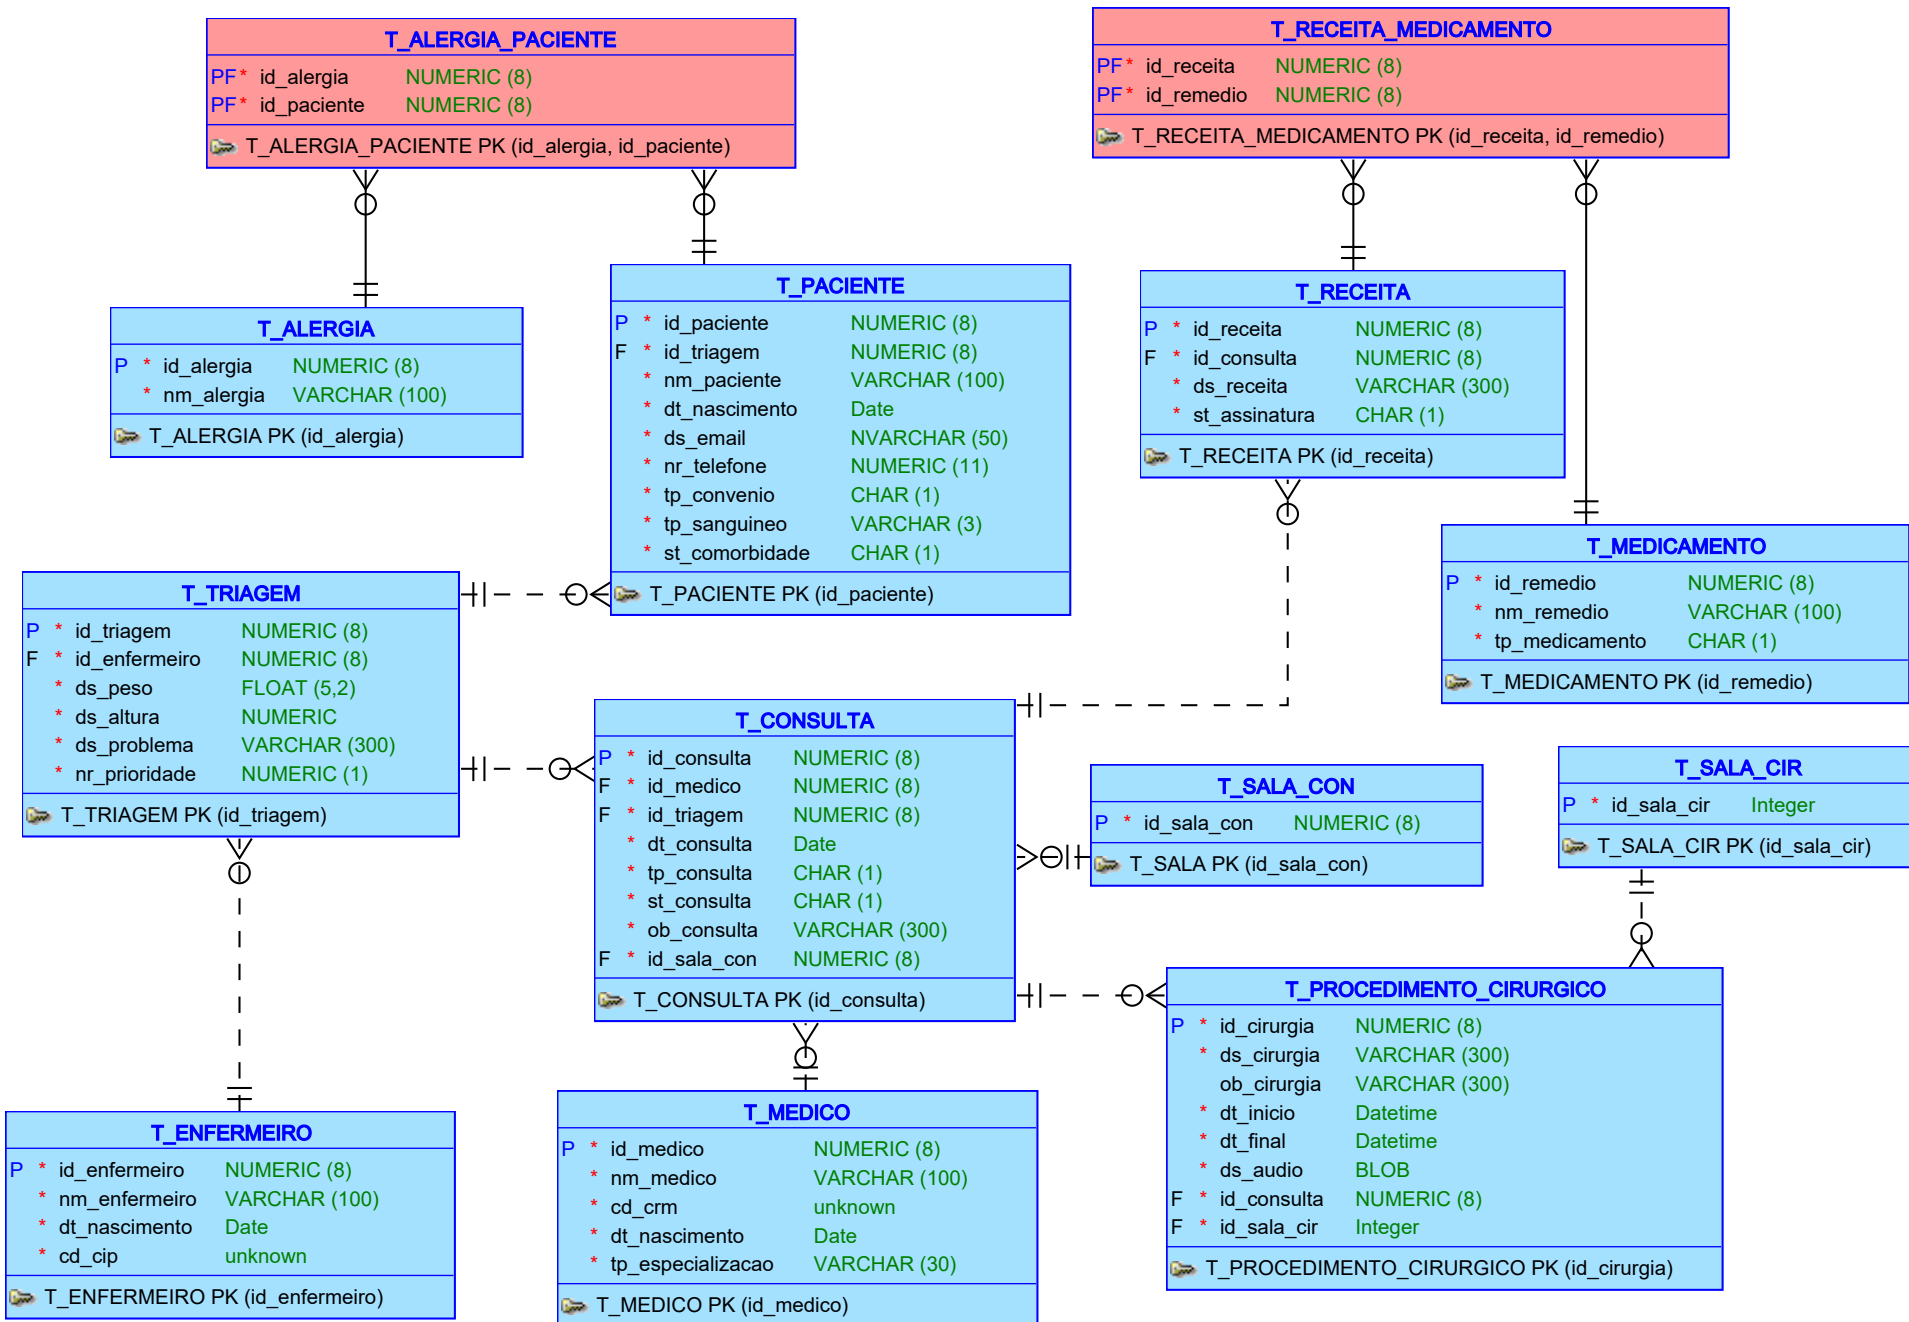 T_ALERGIA_PACIENTE
PF * id_alergia NUMERIC (8)
PF * id_paciente NUMERIC (8)
T_ALERGIA_PACIENTE PK (id_alergia, id_paciente)
T_RECEITA_MEDICAMENTO
PF * id_receita NUMERIC (8)
PF * id_remedio NUMERIC (8)
T_RECEITA_MEDICAMENTO PK (id_receita, id_remedio)
T_ALERGIA
P * id_alergia NUMERIC (8)
* nm_alergia VARCHAR (100)
T_ALERGIA PK (id_alergia)
T_PACIENTE
P * id_paciente NUMERIC (8)
F * id_triagem NUMERIC (8)
* nm_paciente VARCHAR (100)
* dt_nascimento Date
* ds_email NVARCHAR (50)
* nr_telefone NUMERIC (11)
* tp_convenio CHAR (1)
* tp_sanguineo VARCHAR (3)
* st_comorbidade CHAR (1)
T_PACIENTE PK (id_paciente)
T_RECEITA
P * id_receita NUMERIC (8)
F * id_consulta NUMERIC (8)
* ds_receita VARCHAR (300)
* st_assinatura CHAR (1)
T_RECEITA PK (id_receita)
T_MEDICAMENTO
P * id_remedio NUMERIC (8)
* nm_remedio VARCHAR (100)
* tp_medicamento CHAR (1)
T_MEDICAMENTO PK (id_remedio)
T_TRIAGEM
P * id_triagem NUMERIC (8)
F * id_enfermeiro NUMERIC (8)
* ds_peso FLOAT (5,2)
* ds_altura NUMERIC
* ds_problema VARCHAR (300)
* nr_prioridade NUMERIC (1)
T_TRIAGEM PK (id_triagem)
T_CONSULTA
P * id_consulta NUMERIC (8)
F * id_medico NUMERIC (8)
F * id_triagem NUMERIC (8)
* dt_consulta Date
* tp_consulta CHAR (1)
* st_consulta CHAR (1)
* ob_consulta VARCHAR (300)
F * id_sala_con NUMERIC (8)
T_CONSULTA PK (id_consulta)
T_SALA_CON
P * id_sala_con NUMERIC (8)
T_SALA PK (id_sala_con)
T_SALA_CIR
P * id_sala_cir Integer
T_SALA_CIR PK (id_sala_cir)
T_PROCEDIMENTO_CIRURGICO
P * id_cirurgia NUMERIC (8)
* ds_cirurgia VARCHAR (300)
ob_cirurgia VARCHAR (300)
* dt_inicio Datetime
* dt_final Datetime
* ds_audio BLOB
F * id_consulta NUMERIC (8)
F * id_sala_cir Integer
T_PROCEDIMENTO_CIRURGICO PK (id_cirurgia)
T_ENFERMEIRO
P * id_enfermeiro NUMERIC (8)
* nm_enfermeiro VARCHAR (100)
* dt_nascimento Date
* cd_cip unknown
T_ENFERMEIRO PK (id_enfermeiro)
T_MEDICO
P * id_medico NUMERIC (8)
* nm_medico VARCHAR (100)
* cd_crm unknown
* dt_nascimento Date
* tp_especializacao VARCHAR (30)
T_MEDICO PK (id_medico)